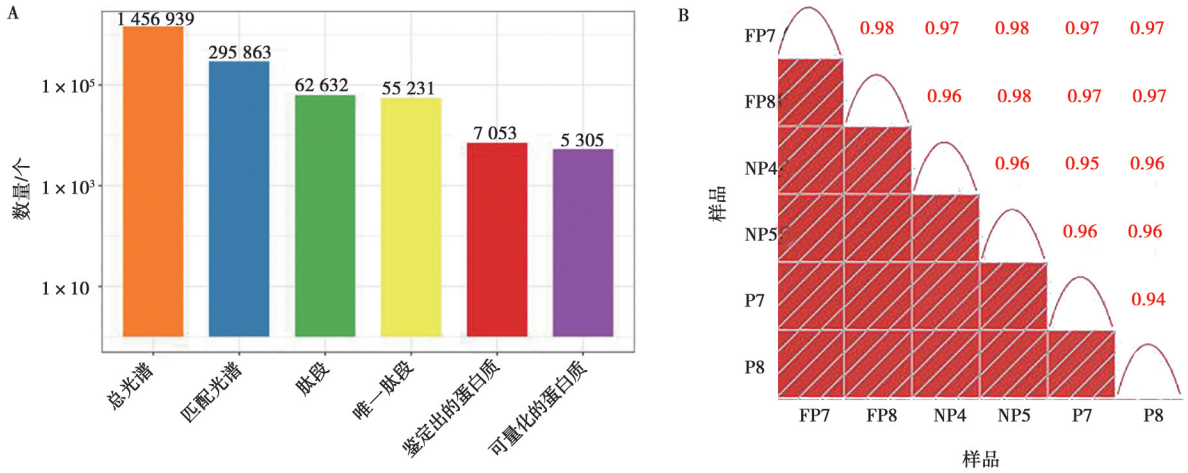 A
1 456 939
295 863
62 632
55 231
7 053
5 305
1 × 10⁵
1 × 10³
1 × 10
数量/个
总光谱
匹配光谱
肽段
唯一肽段
鉴定出的蛋白质
可量化的蛋白质
B
FP7 0.98 0.97 0.98 0.97 0.97
FP8 0.96 0.98 0.97 0.97
NP4 0.96 0.95 0.96
NP5 0.96 0.96
P7 0.94
P8
样品
FP7 FP8 NP4 NP5 P7 P8
样品